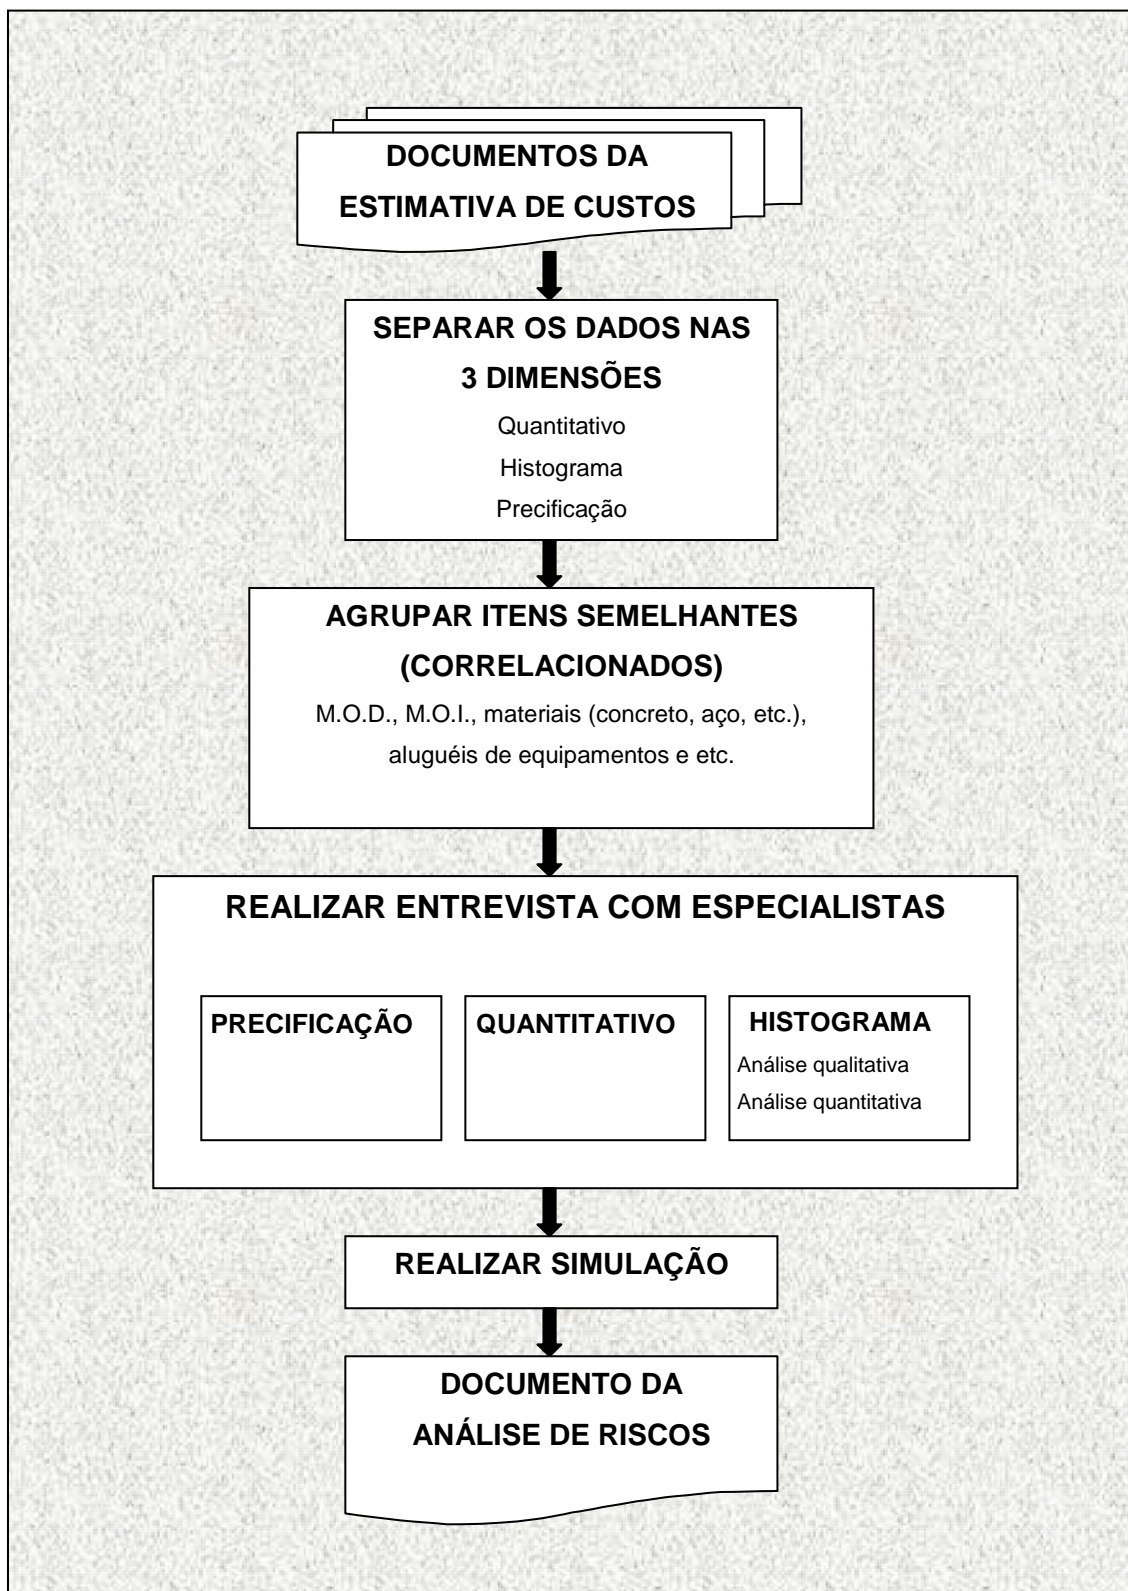 DOCUMENTOS DA
ESTIMATIVA DE CUSTOS
SEPARAR OS DADOS NAS
3 DIMENSÕES
Quantitativo
Histograma
Precificação
AGRUPAR ITENS SEMELHANTES
(CORRELACIONADOS)
M.O.D., M.O.I., materiais (concreto, aço, etc.),
aluguéis de equipamentos e etc.
REALIZAR ENTREVISTA COM ESPECIALISTAS
PRECIFICAÇÃO
QUANTITATIVO
HISTOGRAMA
Análise qualitativa
Análise quantitativa
REALIZAR SIMULAÇÃO
DOCUMENTO DA
ANÁLISE DE RISCOS